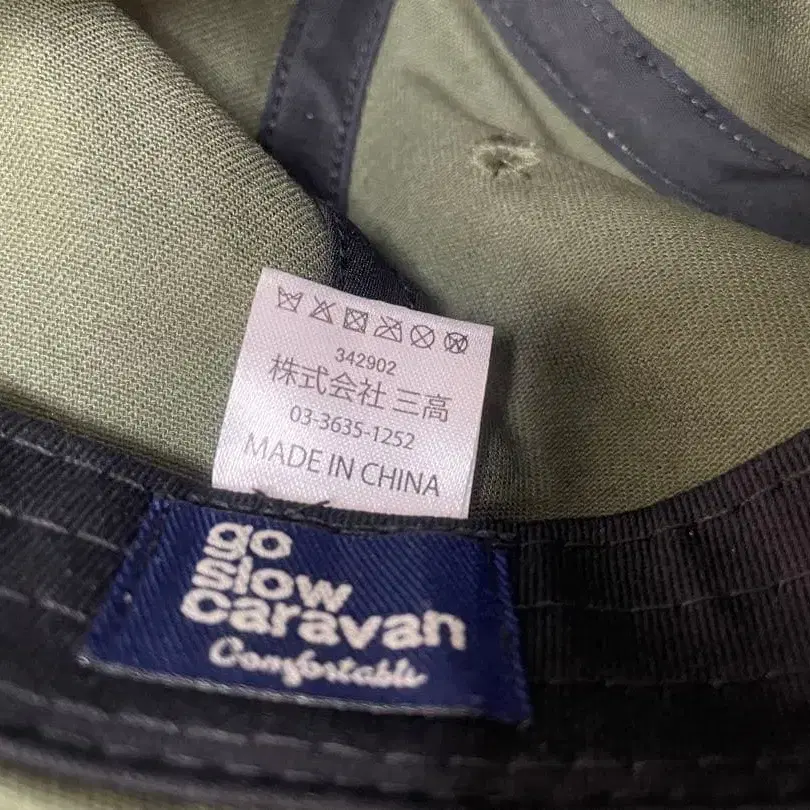 342902
株式会社 三高
03-3635-1252
MADE IN CHINA
go
slow
caravan
Comfortable